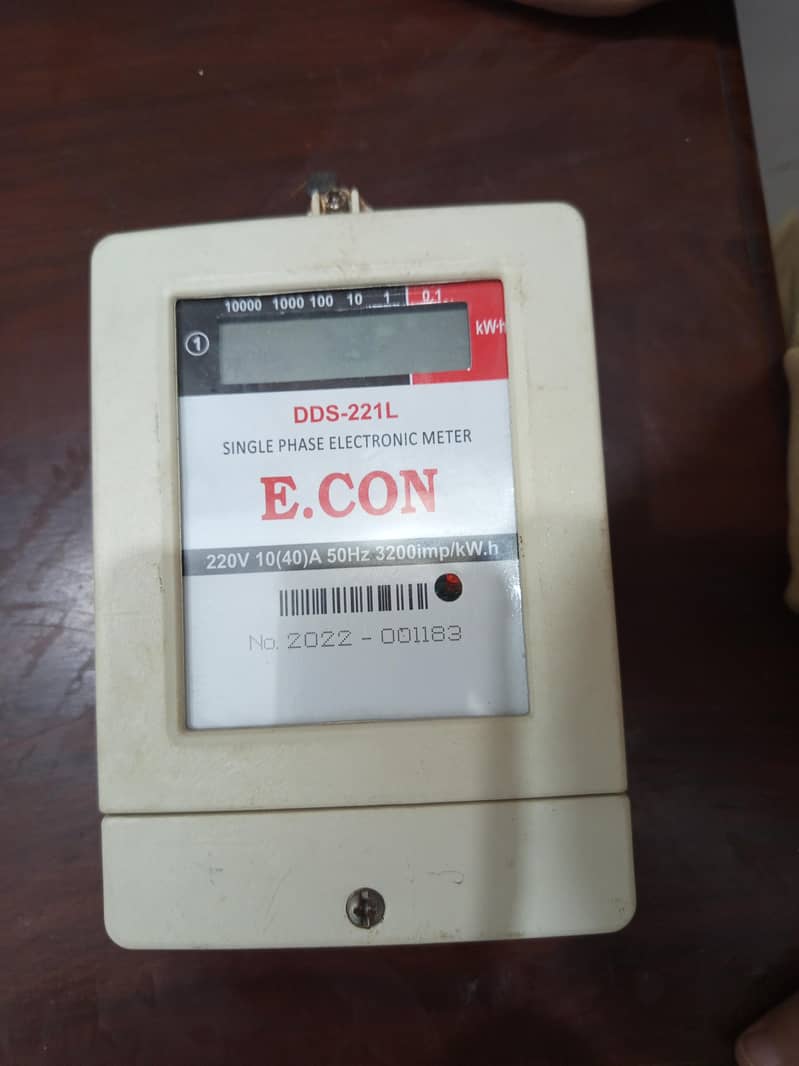 10000 1000 100 10 1 0.1
① kW·h
DDS-221L
SINGLE PHASE ELECTRONIC METER
E.CON
220V 10(40)A 50Hz 3200imp/kW.h
No. 2022 - 001183